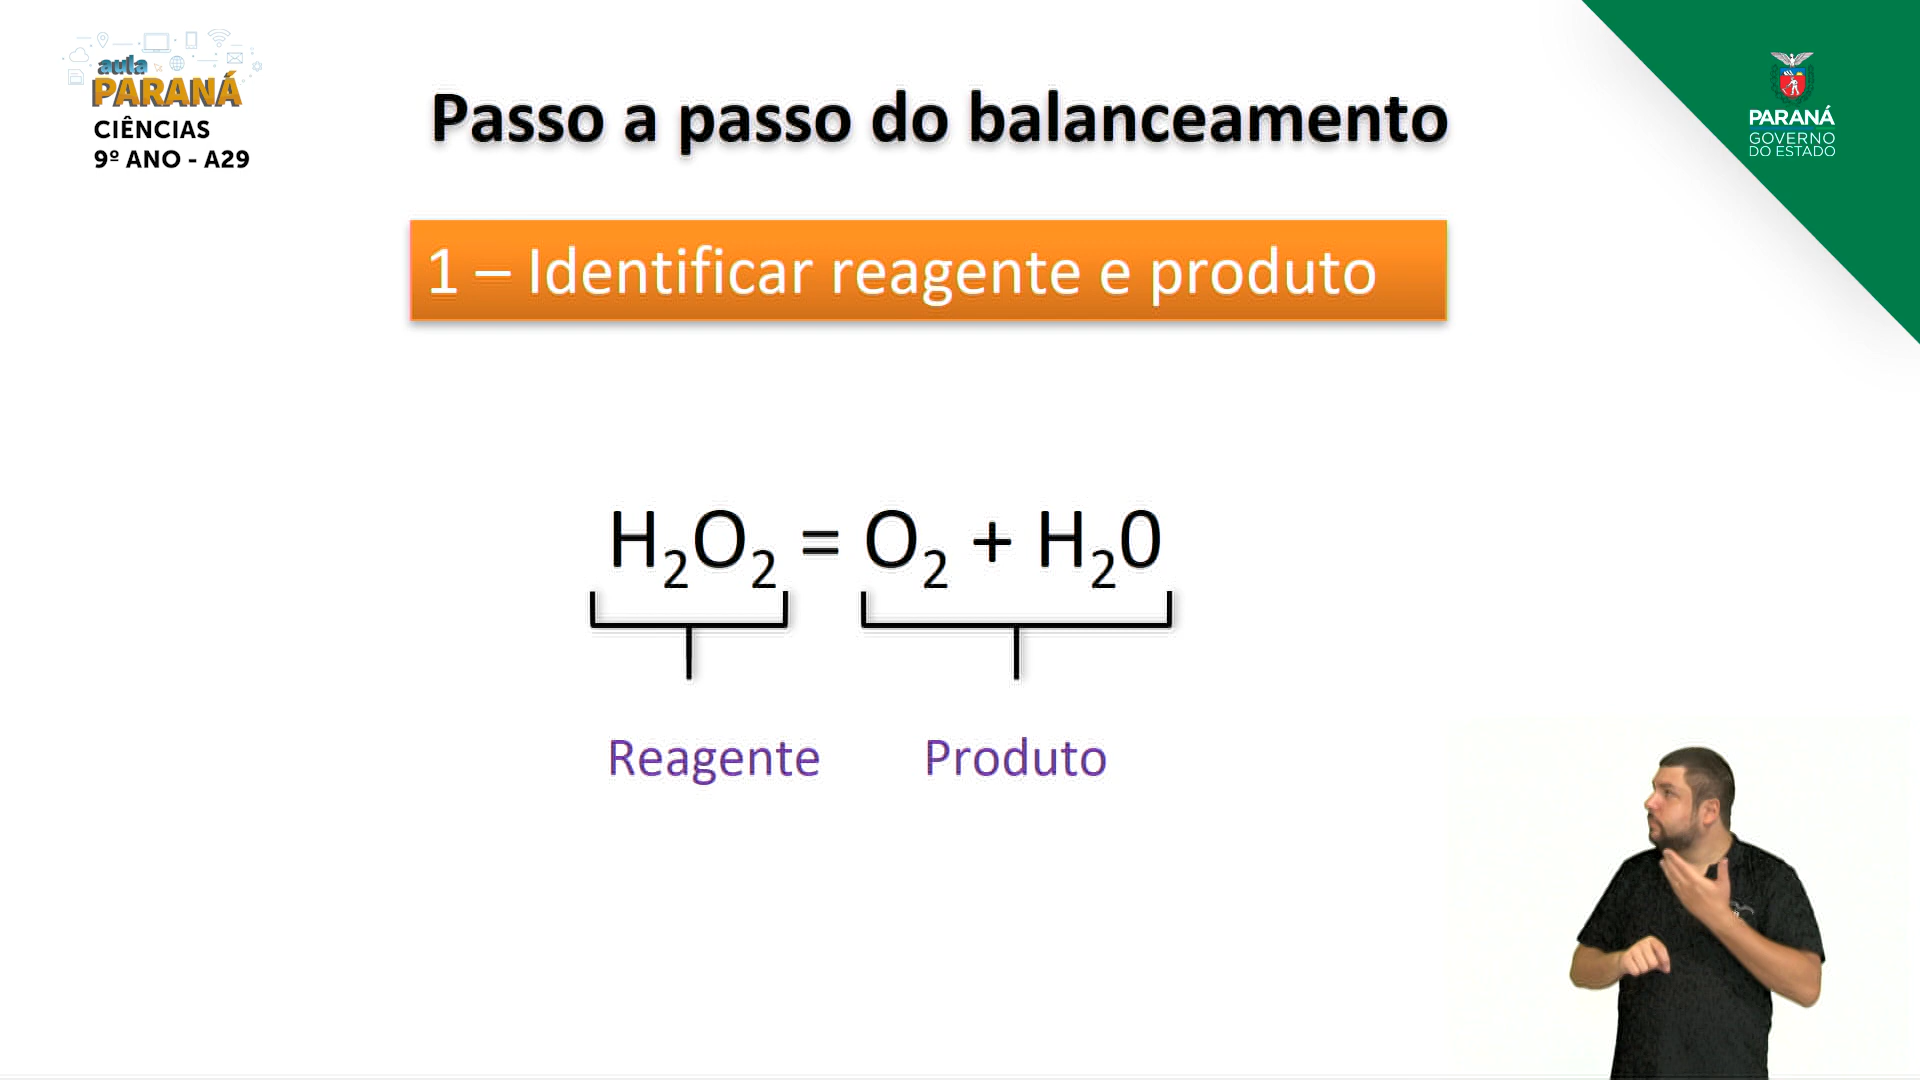 aula
PARANÁ
CIÊNCIAS
9º ANO - A29
PARANÁ
GOVERNO
DO ESTADO
Passo a passo do balanceamento
1 – Identificar reagente e produto
H₂O₂ = O₂ + H₂0
Reagente Produto